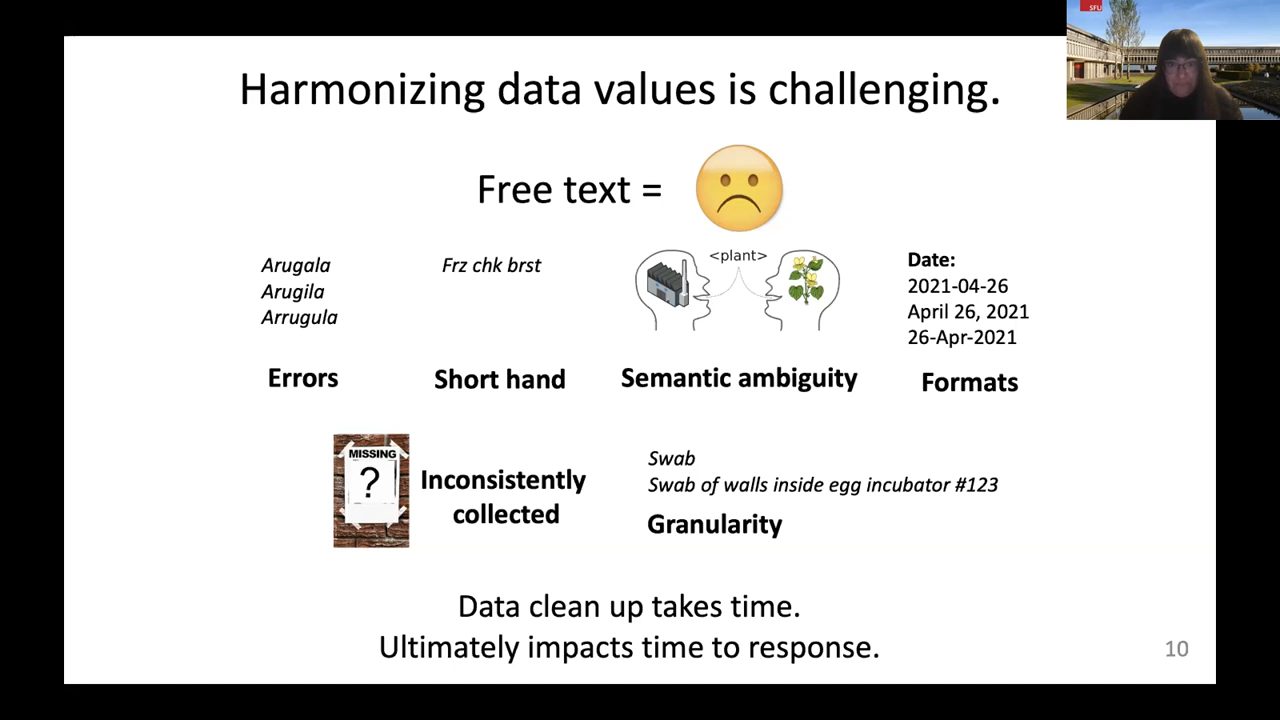 SFU
Harmonizing data values is challenging.
Free text =
Arugala
Arugila
Arrugula
Errors
Frz chk brst
Short hand
<plant>
Semantic ambiguity
Date:
2021-04-26
April 26, 2021
26-Apr-2021
Formats
MISSING
?
Inconsistently
collected
Swab
Swab of walls inside egg incubator #123
Granularity
Data clean up takes time.
Ultimately impacts time to response.
10